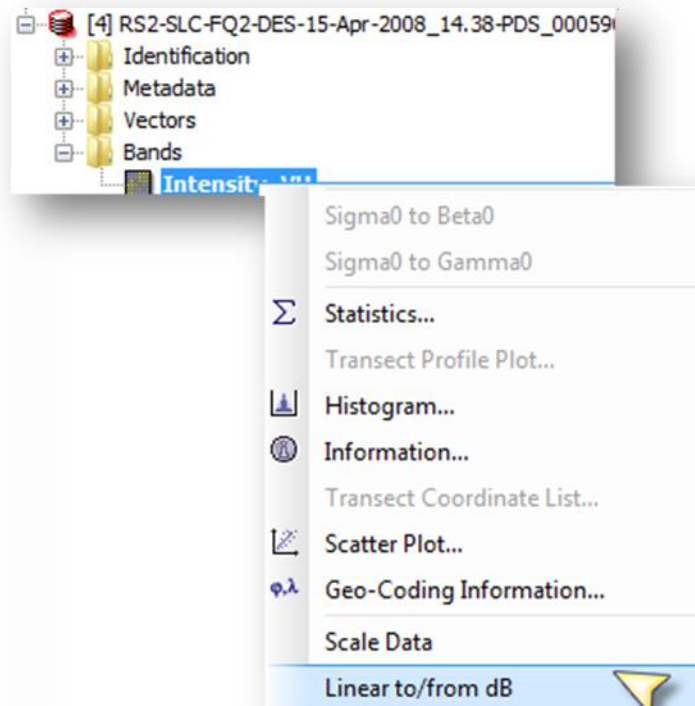 [4] RS2-SLC-FQ2-DES-15-Apr-2008_14.38-PDS_00059
Identification
Metadata
Vectors
Bands
Intensity_VH
Sigma0 to Beta0
Sigma0 to Gamma0
Σ Statistics...
Transect Profile Plot...
Histogram...
Information...
Transect Coordinate List...
Scatter Plot...
φ,λ Geo-Coding Information...
Scale Data
Linear to/from dB